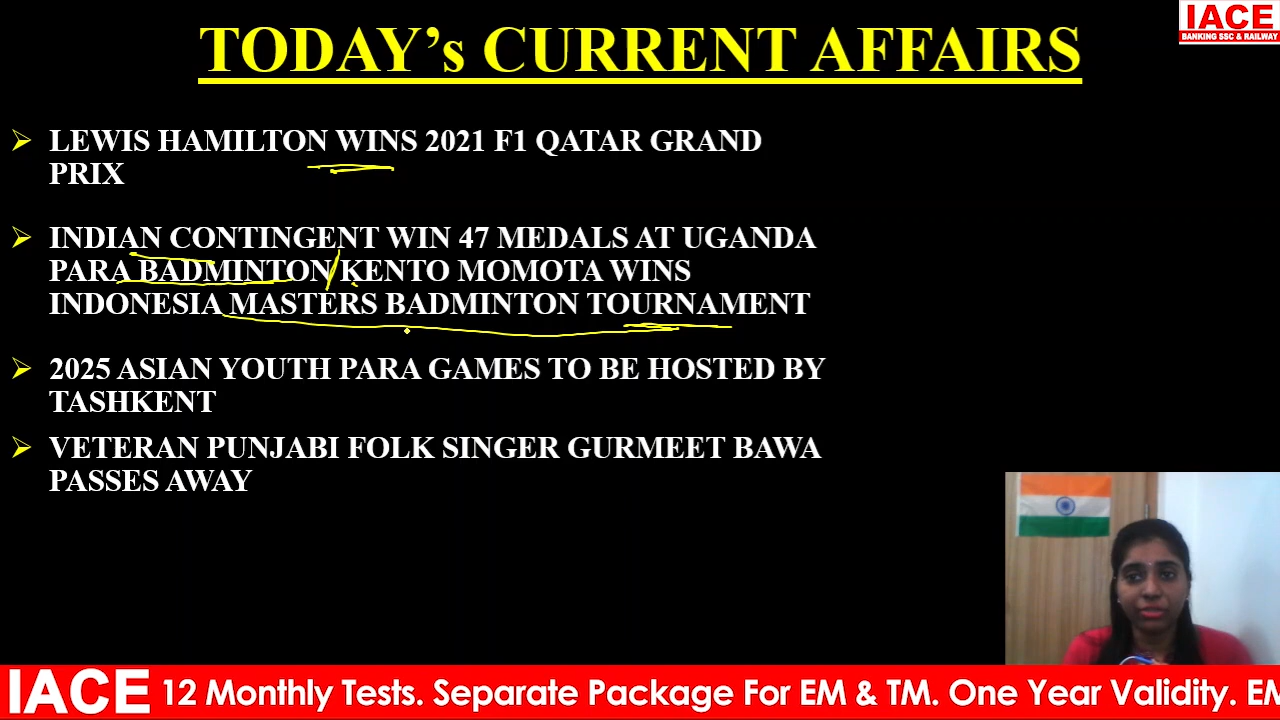 IACE
BANKING SSC & RAILWAY
TODAY's CURRENT AFFAIRS
LEWIS HAMILTON WINS 2021 F1 QATAR GRAND
PRIX
INDIAN CONTINGENT WIN 47 MEDALS AT UGANDA
PARA BADMINTON/KENTO MOMOTA WINS
INDONESIA MASTERS BADMINTON TOURNAMENT
2025 ASIAN YOUTH PARA GAMES TO BE HOSTED BY
TASHKENT
VETERAN PUNJABI FOLK SINGER GURMEET BAWA
PASSES AWAY
IACE 12 Monthly Tests. Separate Package For EM & TM. One Year Validity. EM